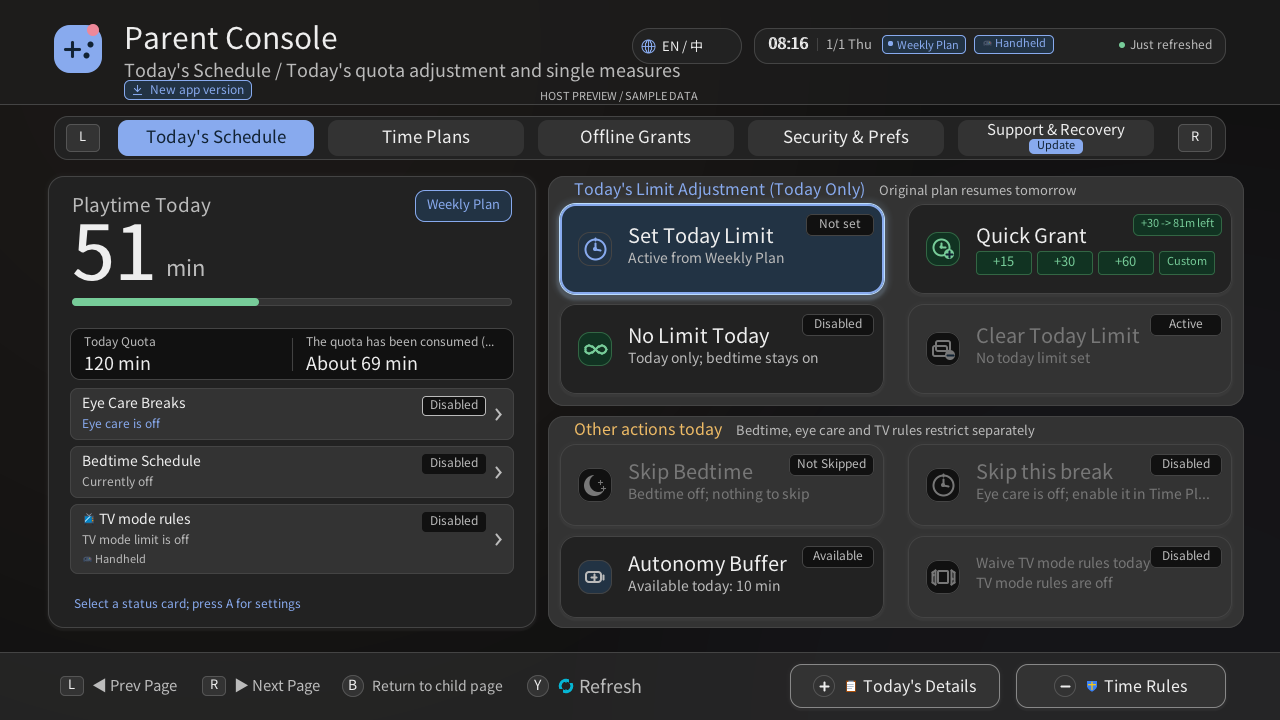 Parent Console
Today's Schedule / Today's quota adjustment and single measures
New app version
EN / 中
08:16 1/1 Thu Weekly Plan Handheld Just refreshed
HOST PREVIEW / SAMPLE DATA
L Today's Schedule Time Plans Offline Grants Security & Prefs Support & Recovery R
Update
Playtime Today
Weekly Plan
51 min
Today Quota
120 min
The quota has been consumed (...
About 69 min
Eye Care Breaks
Disabled
Eye care is off
Bedtime Schedule
Disabled
Currently off
TV mode rules
Disabled
TV mode limit is off
Handheld
Select a status card; press A for settings
Today's Limit Adjustment (Today Only) Original plan resumes tomorrow
Set Today Limit
Not set
Active from Weekly Plan
Quick Grant
+30 -> 81m left
+15 +30 +60 Custom
No Limit Today
Disabled
Today only; bedtime stays on
Clear Today Limit
Active
No today limit set
Other actions today Bedtime, eye care and TV rules restrict separately
Skip Bedtime
Not Skipped
Bedtime off; nothing to skip
Skip this break
Disabled
Eye care is off; enable it in Time Pl...
Autonomy Buffer
Available
Available today: 10 min
Waive TV mode rules today
Disabled
TV mode rules are off
L ◀ Prev Page R ▶ Next Page B Return to child page Y Refresh
+ Today's Details
− Time Rules